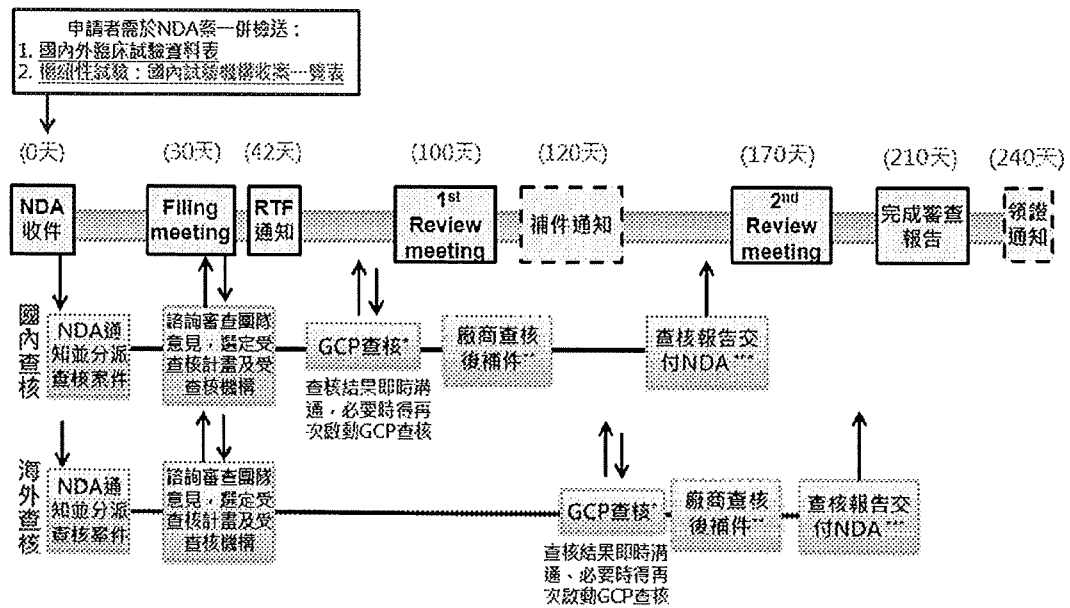 申請者需於NDA案一併檢送：
1. 國內外臨床試驗資料表
2. 樞紐性試驗：國內試驗機構收案一覽表
(0天)
(30天)
(42天)
(100天)
(120天)
(170天)
(210天)
(240天)
NDA
收件
Filing
meeting
RTF
通知
1st
Review
meeting
補件通知
2nd
Review
meeting
完成審查
報告
領證
通知
國內查核
NDA通
知並分派
查核案件
諮詢審查團隊
意見，選定受
查核計畫及受
查核機構
GCP查核*
查核結果即時溝
通，必要時得再
次啟動GCP查核
廠商查核
後補件**
查核報告交
付NDA***
海外查核
NDA通
知並分派
查核案件
諮詢審查團隊
意見，選定受
查核計畫及受
查核機構
GCP查核*
查核結果即時溝
通、必要時得再
次啟動GCP查核
廠商查核
後補件**
查核報告交
付NDA***